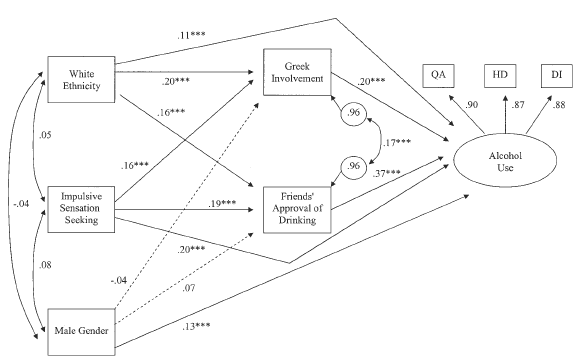 .11***
White
Ethnicity
.20***
Greek
Involvement
.20***
QA
HD
DI
.90
.87
.88
.96
.16***
.05
.17***
.16***
.96
Alcohol
Use
-.04
Impulsive
Sensation
Seeking
.19***
Friends'
Approval of
Drinking
.37***
.20***
.08
-.04
.07
Male Gender
.13***